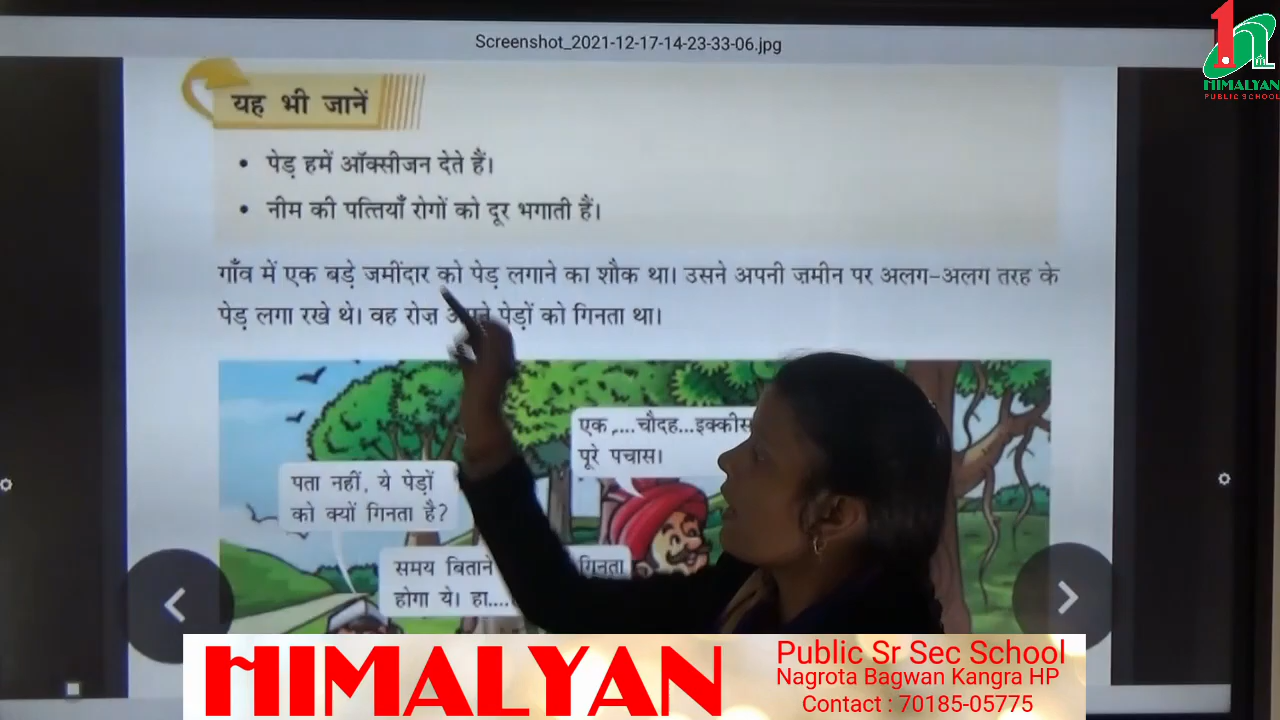 Screenshot_2021-12-17-14-23-33-06.jpg
HIMALYAN
PUBLIC SCHOOL
यह भी जानें
• पेड़ हमें ऑक्सीजन देते हैं।
• नीम की पत्तियाँ रोगों को दूर भगाती हैं।
गाँव में एक बड़े जमींदार को पेड़ लगाने का शौक था। उसने अपनी ज़मीन पर अलग-अलग तरह के
पेड़ लगा रखे थे। वह रोज़ अपने पेड़ों को गिनता था।
एक,...चौदह...इक्कीस
पूरे पचास।
पता नहीं, ये पेड़ों
को क्यों गिनता है?
समय बिताने गिनता
होगा ये। हा....
HIMALYAN
Public Sr Sec School
Nagrota Bagwan Kangra HP
Contact : 70185-05775